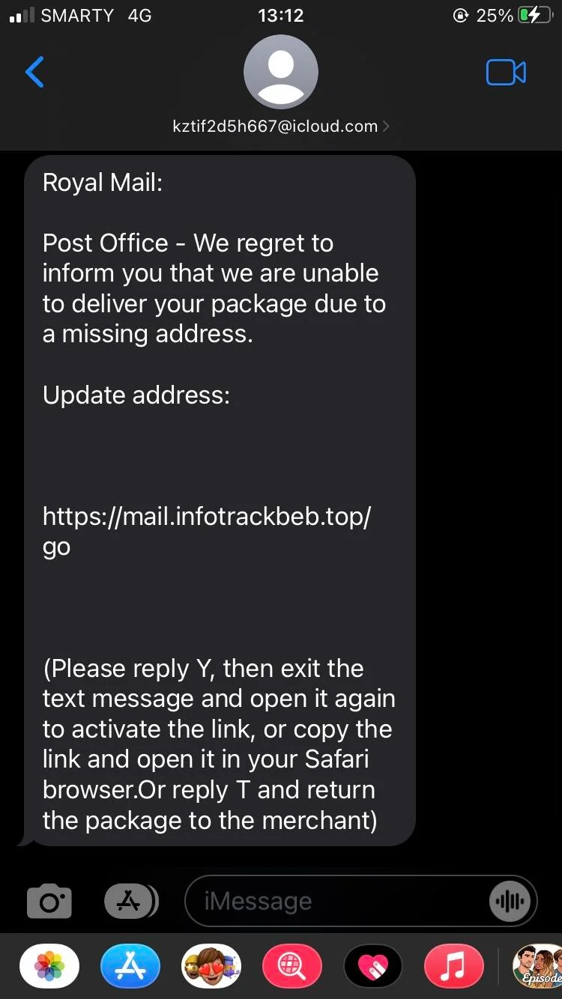 SMARTY 4G 13:12 25%
kztif2d5h667@icloud.com
Royal Mail:
Post Office - We regret to
inform you that we are unable
to deliver your package due to
a missing address.
Update address:
https://mail.infotrackbeb.top/
go
(Please reply Y, then exit the
text message and open it again
to activate the link, or copy the
link and open it in your Safari
browser.Or reply T and return
the package to the merchant)
iMessage
Episode